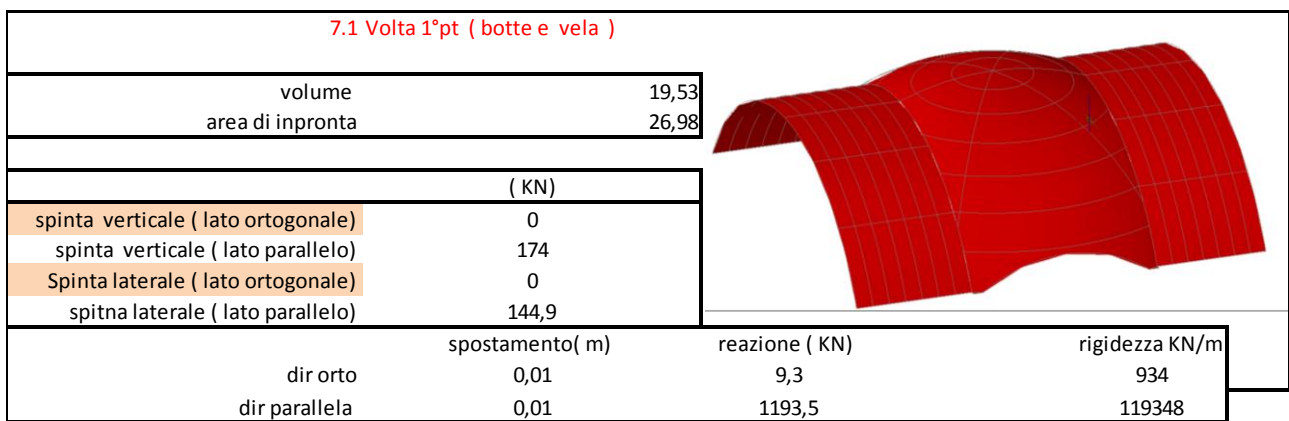 7.1 Volta 1°pt ( botte e vela )
volume 19,53
area di inpronta 26,98
( KN)
spinta verticale ( lato ortogonale) 0
spinta verticale ( lato parallelo) 174
Spinta laterale ( lato ortogonale) 0
spitna laterale ( lato parallelo) 144,9
spostamento( m) reazione ( KN) rigidezza KN/m
dir orto 0,01 9,3 934
dir parallela 0,01 1193,5 119348